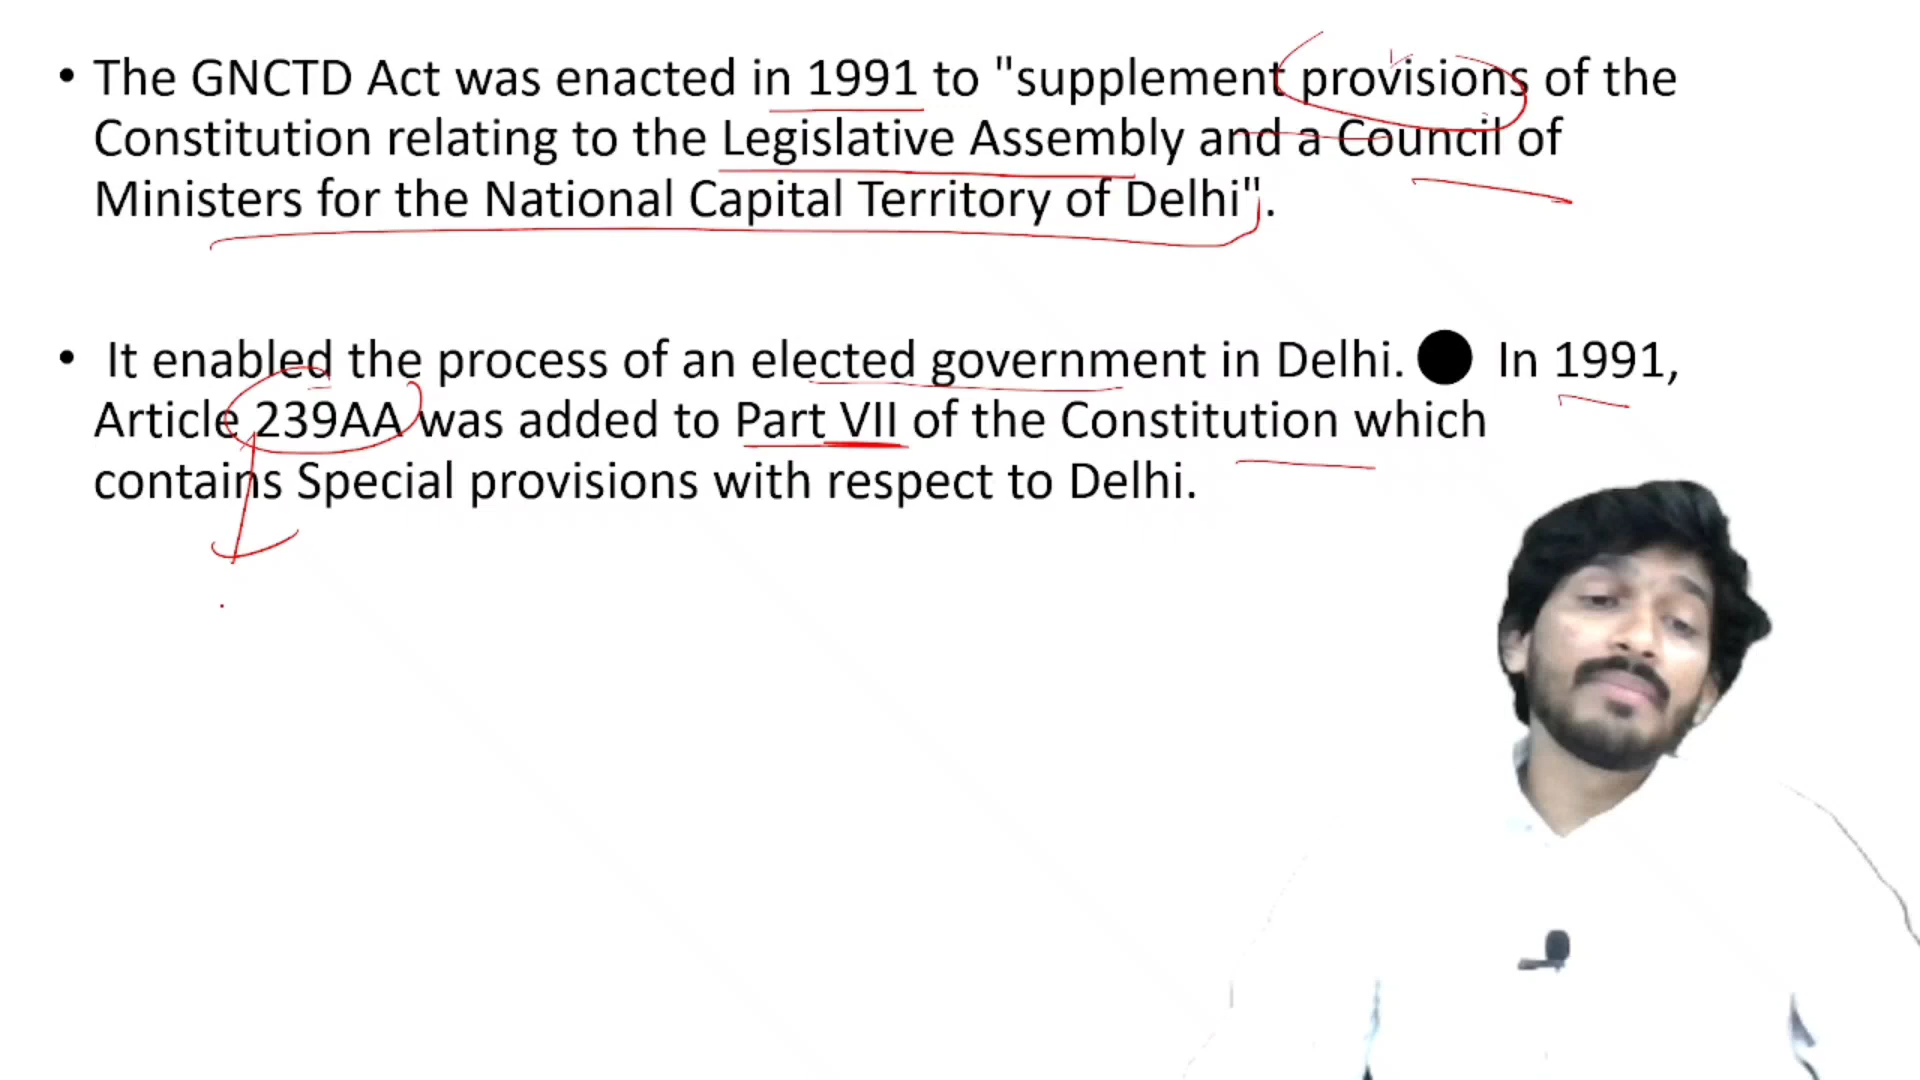 • The GNCTD Act was enacted in 1991 to "supplement provisions of the
Constitution relating to the Legislative Assembly and a Council of
Ministers for the National Capital Territory of Delhi".
• It enabled the process of an elected government in Delhi. ● In 1991,
Article 239AA was added to Part VII of the Constitution which
contains Special provisions with respect to Delhi.